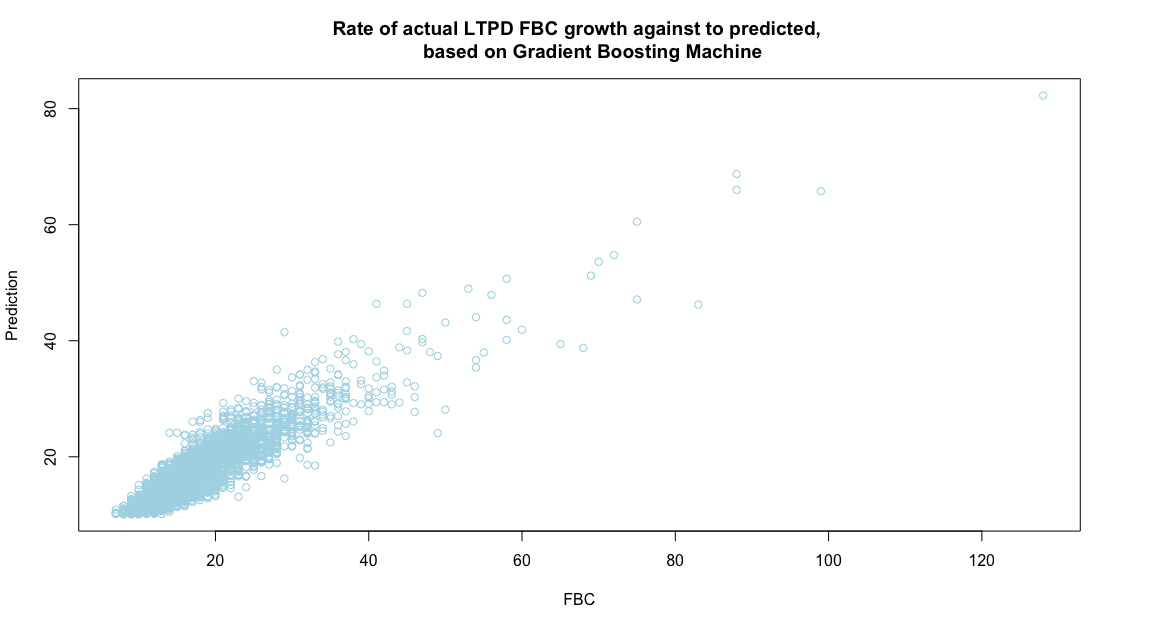 Rate of actual LTPD FBC growth against to predicted,
based on Gradient Boosting Machine
80
60
40
20
Prediction
20 40 60 80 100 120
FBC